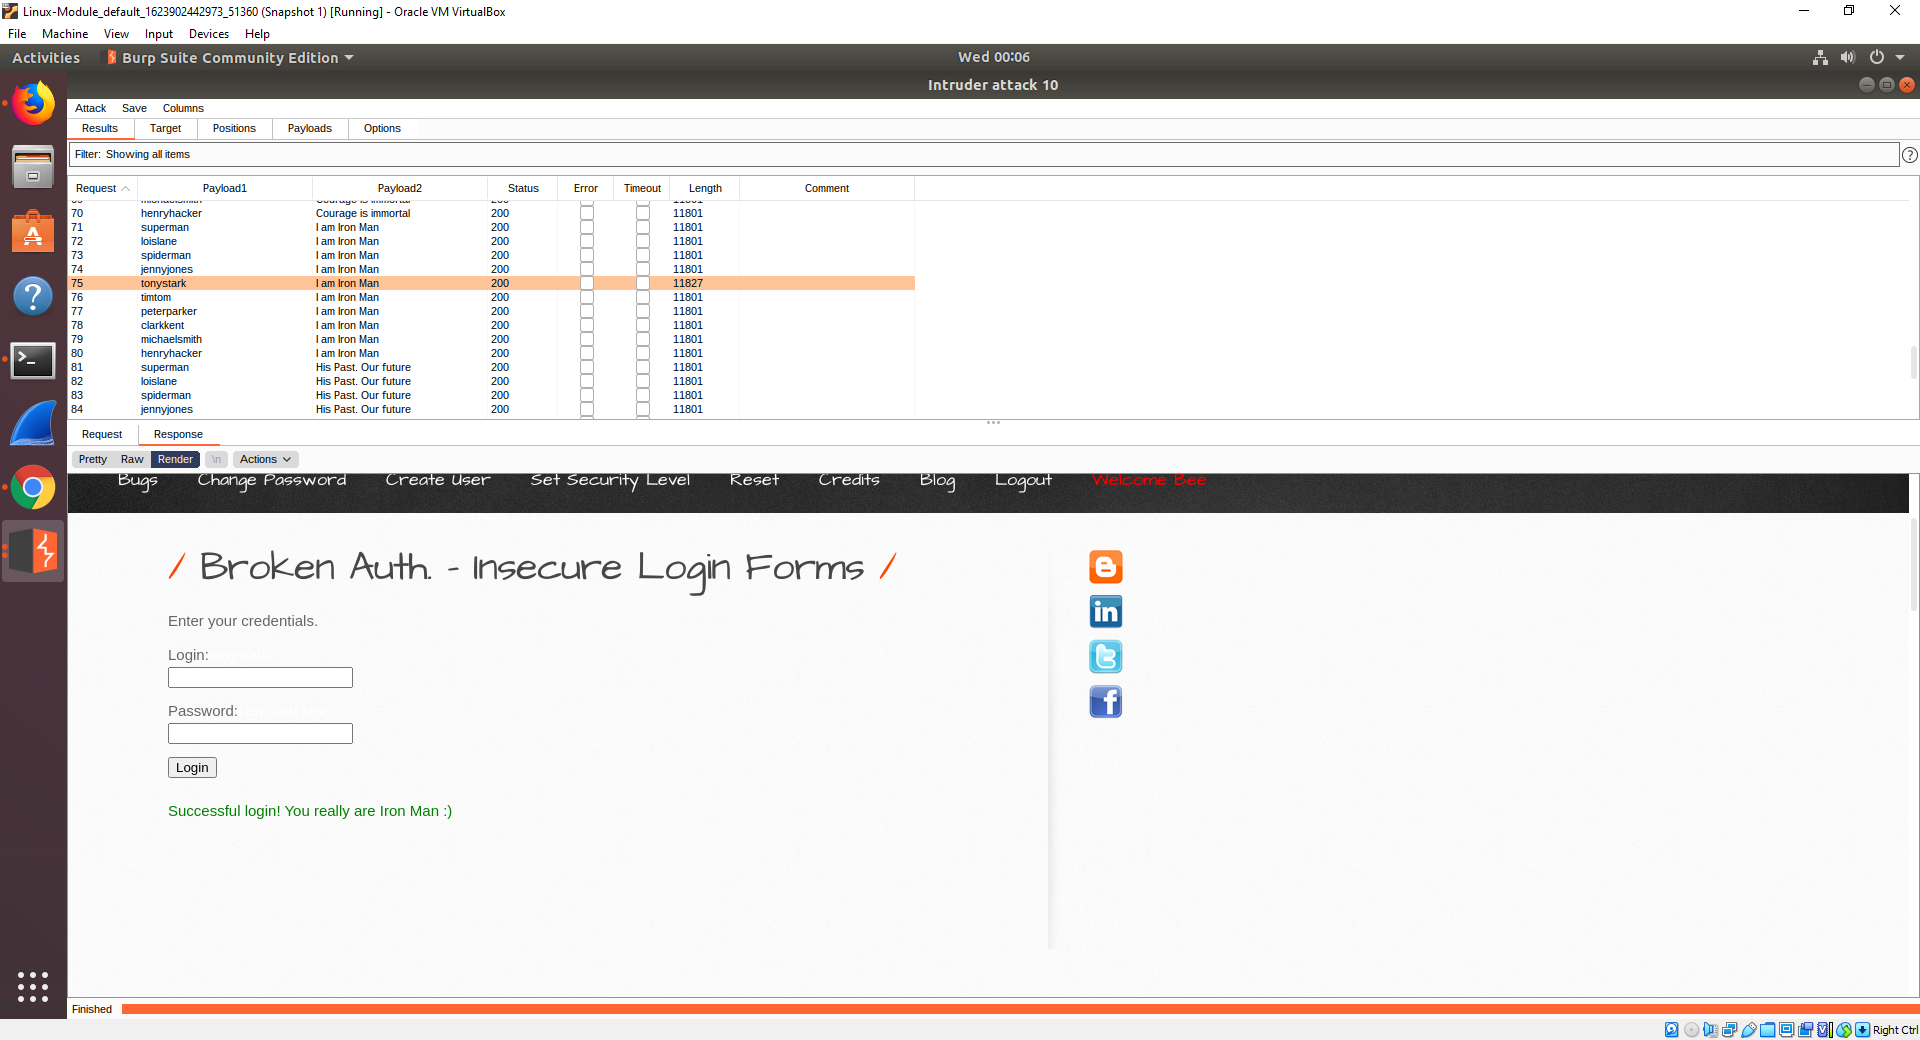 Linux-Module_default_1623902442973_51360 (Snapshot 1) [Running] - Oracle VM VirtualBox
File Machine View Input Devices Help
Activities Burp Suite Community Edition Wed 00:06
Intruder attack 10
Attack Save Columns
Results Target Positions Payloads Options
Filter: Showing all items ?
Request Payload1 Payload2 Status Error Timeout Length Comment
70 henryhacker Courage is immortal 200 11801
71 superman I am Iron Man 200 11801
72 loislane I am Iron Man 200 11801
73 spiderman I am Iron Man 200 11801
74 jennyjones I am Iron Man 200 11801
75 tonystark I am Iron Man 200 11827
76 timtom I am Iron Man 200 11801
77 peterparker I am Iron Man 200 11801
78 clarkkent I am Iron Man 200 11801
79 michaelsmith I am Iron Man 200 11801
80 henryhacker I am Iron Man 200 11801
81 superman His Past. Our future 200 11801
82 loislane His Past. Our future 200 11801
83 spiderman His Past. Our future 200 11801
84 jennyjones His Past. Our future 200 11801
Request Response
Pretty Raw Render \n Actions
Bugs Change Password Create User Set Security Level Reset Credits Blog Logout Welcome Bee
/ Broken Auth. - Insecure Login Forms /
Enter your credentials.
Login:
Password:
Login
Successful login! You really are Iron Man :)
Finished
Right Ctrl